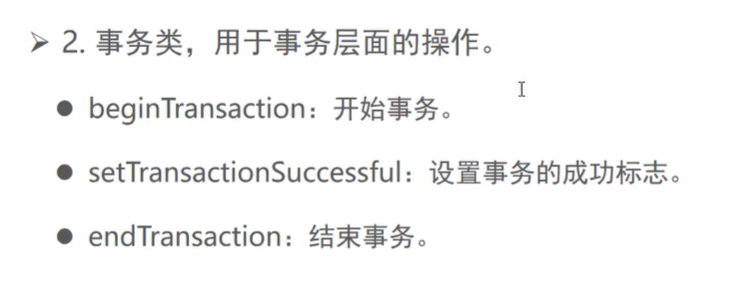 ➢ 2. 事务类，用于事务层面的操作。
● beginTransaction：开始事务。
● setTransactionSuccessful：设置事务的成功标志。
● endTransaction：结束事务。